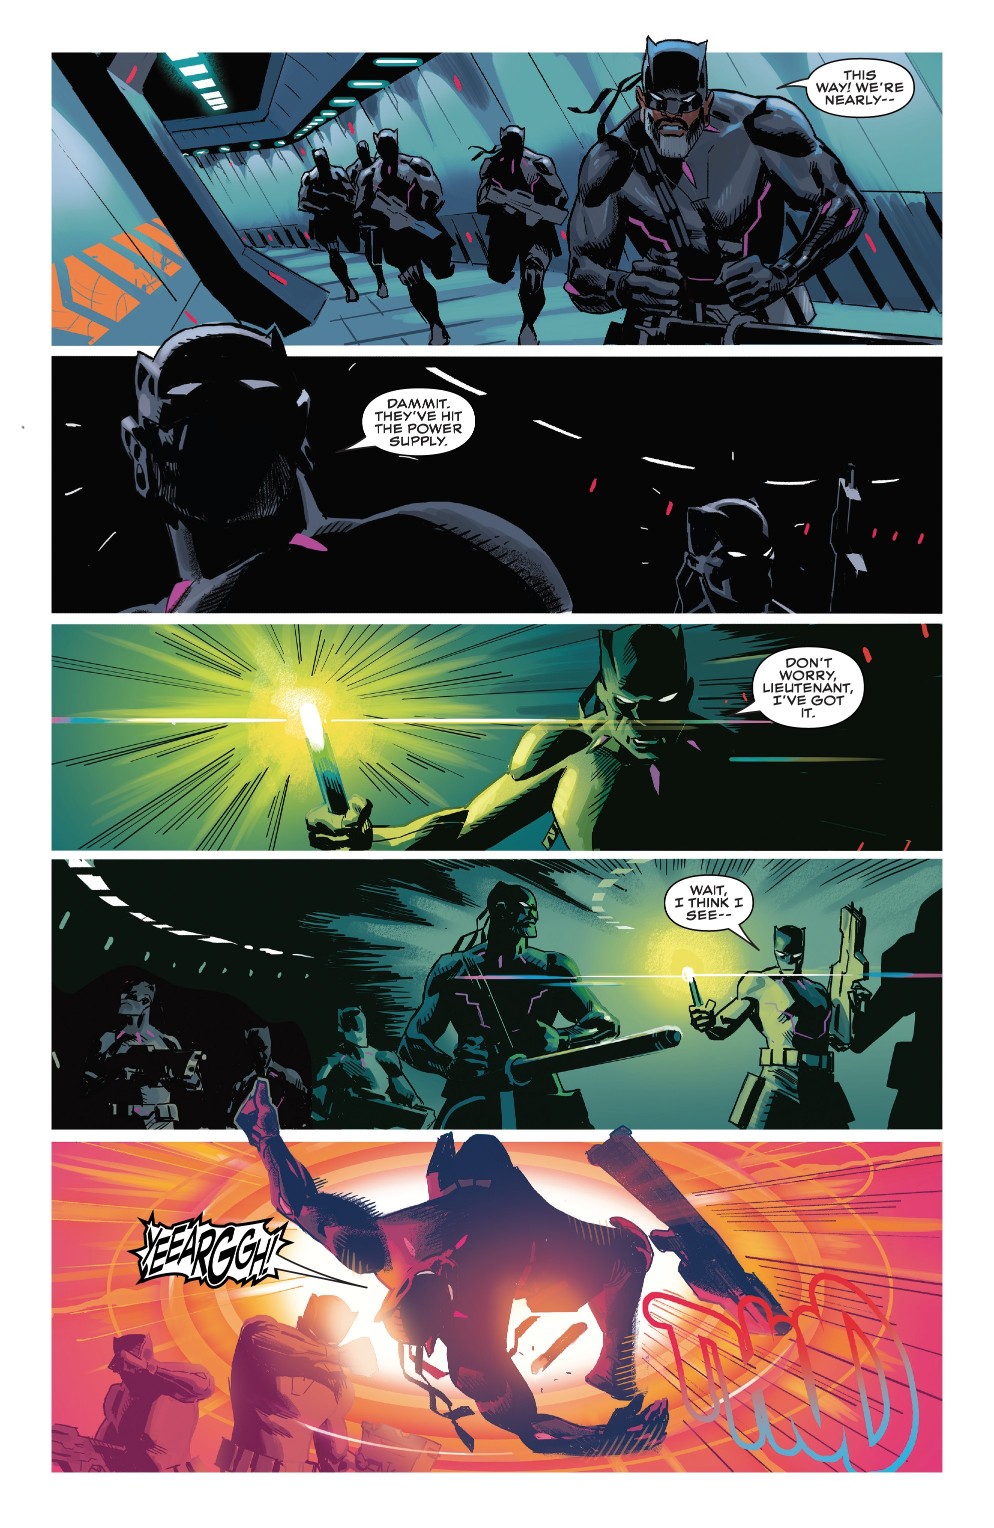 THIS
WAY! WE'RE
NEARLY--
DAMMIT.
THEY'VE HIT
THE POWER
SUPPLY.
DON'T
WORRY,
LIEUTENANT,
I'VE GOT
IT.
WAIT,
I THINK I
SEE--
YEEARGGH!